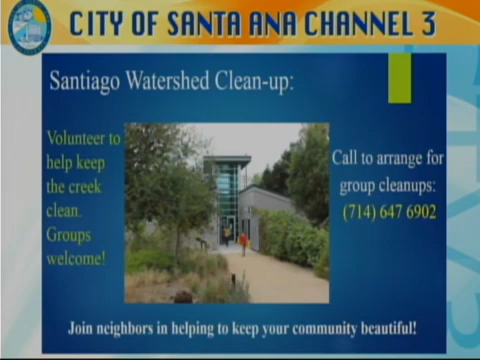 CITY OF SANTA ANA CHANNEL 3
Santiago Watershed Clean-up:
Volunteer to
help keep
the creek
clean.
Groups
welcome!
Call to arrange for
group cleanups:
(714) 647 6902
Join neighbors in helping to keep your community beautiful!